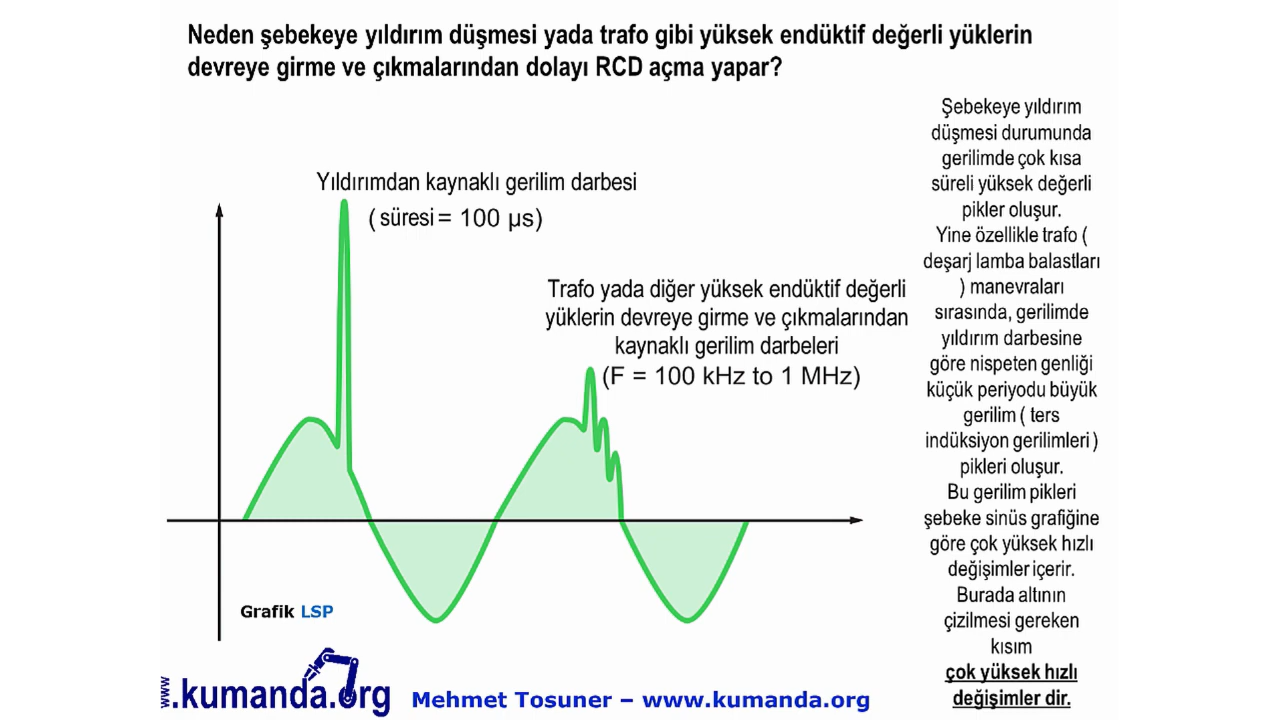 Neden şebekeye yıldırım düşmesi yada trafo gibi yüksek endüktif değerli yüklerin
devreye girme ve çıkmalarından dolayı RCD açma yapar?
Yıldırımdan kaynaklı gerilim darbesi
( süresi = 100 µs)
Trafo yada diğer yüksek endüktif değerli
yüklerin devreye girme ve çıkmalarından
kaynaklı gerilim darbeleri
(F = 100 kHz to 1 MHz)
Şebekeye yıldırım
düşmesi durumunda
gerilimde çok kısa
süreli yüksek değerli
pikler oluşur.
Yine özellikle trafo (
deşarj lamba balastları
) manevraları
sırasında, gerilimde
yıldırım darbesine
göre nispeten genliği
küçük periyodu büyük
gerilim ( ters
indüksiyon gerilimleri )
pikleri oluşur.
Bu gerilim pikleri
şebeke sinüs grafiğine
göre çok yüksek hızlı
değişimler içerir.
Burada altının
çizilmesi gereken
kısım
çok yüksek hızlı
değişimler dir.
Grafik LSP
www.kumanda.org
Mehmet Tosuner – www.kumanda.org